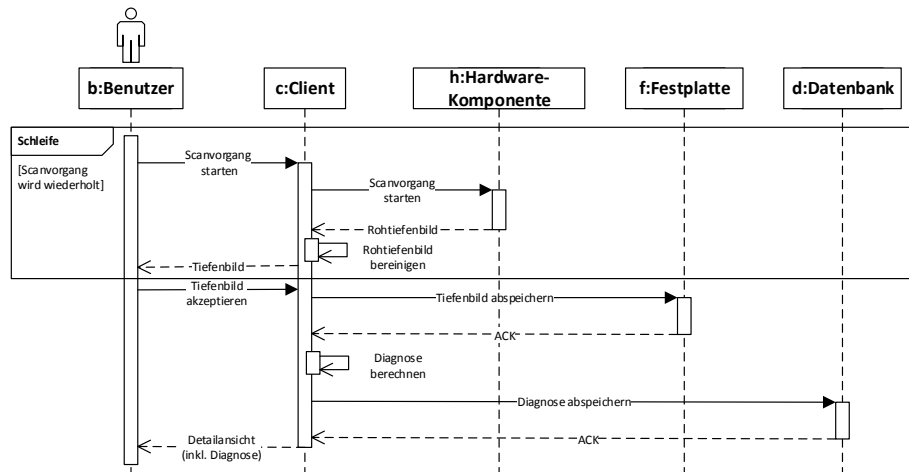 b:Benutzer
c:Client
h:Hardware-
Komponente
f:Festplatte
d:Datenbank
Schleife
[Scanvorgang
wird wiederholt]
Scanvorgang
starten
Scanvorgang
starten
Rohtiefenbild
Rohtiefenbild
bereinigen
Tiefenbild
Tiefenbild
akzeptieren
Tiefenbild abspeichern
ACK
Diagnose
berechnen
Diagnose abspeichern
ACK
Detailansicht
(inkl. Diagnose)